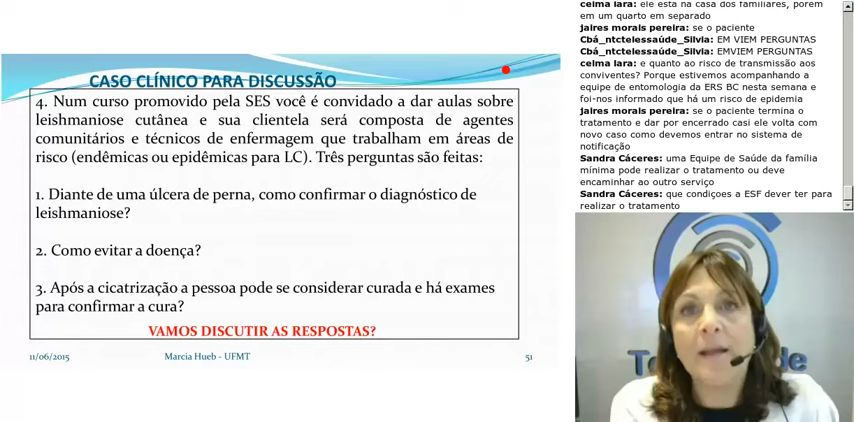 CASO CLÍNICO PARA DISCUSSÃO
4. Num curso promovido pela SES você é convidado a dar aulas sobre
leishmaniose cutânea e sua clientela será composta de agentes
comunitários e técnicos de enfermagem que trabalham em áreas de
risco (endêmicas ou epidêmicas para LC). Três perguntas são feitas:
1. Diante de uma úlcera de perna, como confirmar o diagnóstico de
leishmaniose?
2. Como evitar a doença?
3. Após a cicatrização a pessoa pode se considerar curada e há exames
para confirmar a cura?
VAMOS DISCUTIR AS RESPOSTAS?
11/06/2015
Marcia Hueb - UFMT
51
celma lara: ele esta na casa dos familiares, porem
em um quarto em separado
jaires morais pereira: se o paciente
Cbá_ntctelessaúde_Silvia: EM VIEM PERGUNTAS
Cbá_ntctelessaúde_Silvia: EMVIEM PERGUNTAS
celma lara: e quanto ao risco de transmissão aos
conviventes? Porque estivemos acompanhando a
equipe de entomologia da ERS BC nesta semana e
foi-nos informado que há um risco de epidemia
jaires morais pereira: se o paciente termina o
tratamento e dar por encerrado casi ele volta com
novo caso como devemos entrar no sistema de
notificação
Sandra Cáceres: uma Equipe de Saúde da família
mínima pode realizar o tratamento ou deve
encaminhar ao outro serviço
Sandra Cáceres: que condiçoes a ESF dever ter para
realizar o tratamento